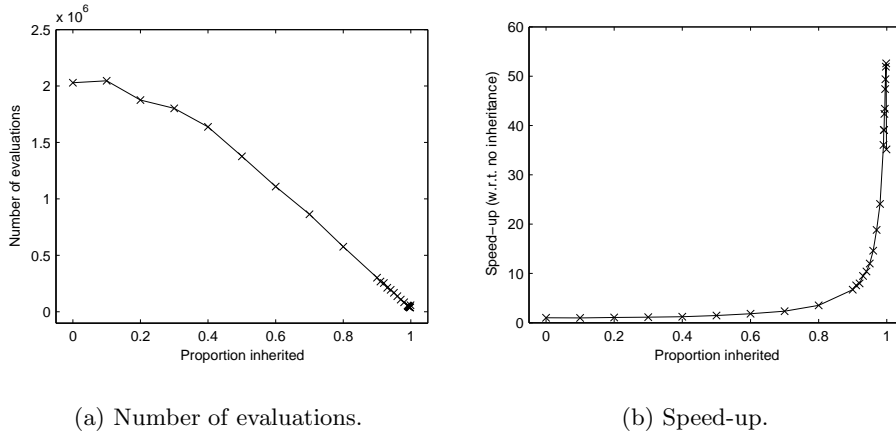 x 10^6
2.5
2
1.5
1
0.5
0
0 0.2 0.4 0.6 0.8 1
Number of evaluations
Proportion inherited
(a) Number of evaluations.
60
50
40
30
20
10
0
0 0.2 0.4 0.6 0.8 1
Speed−up (w.r.t. no inheritance)
Proportion inherited
(b) Speed-up.